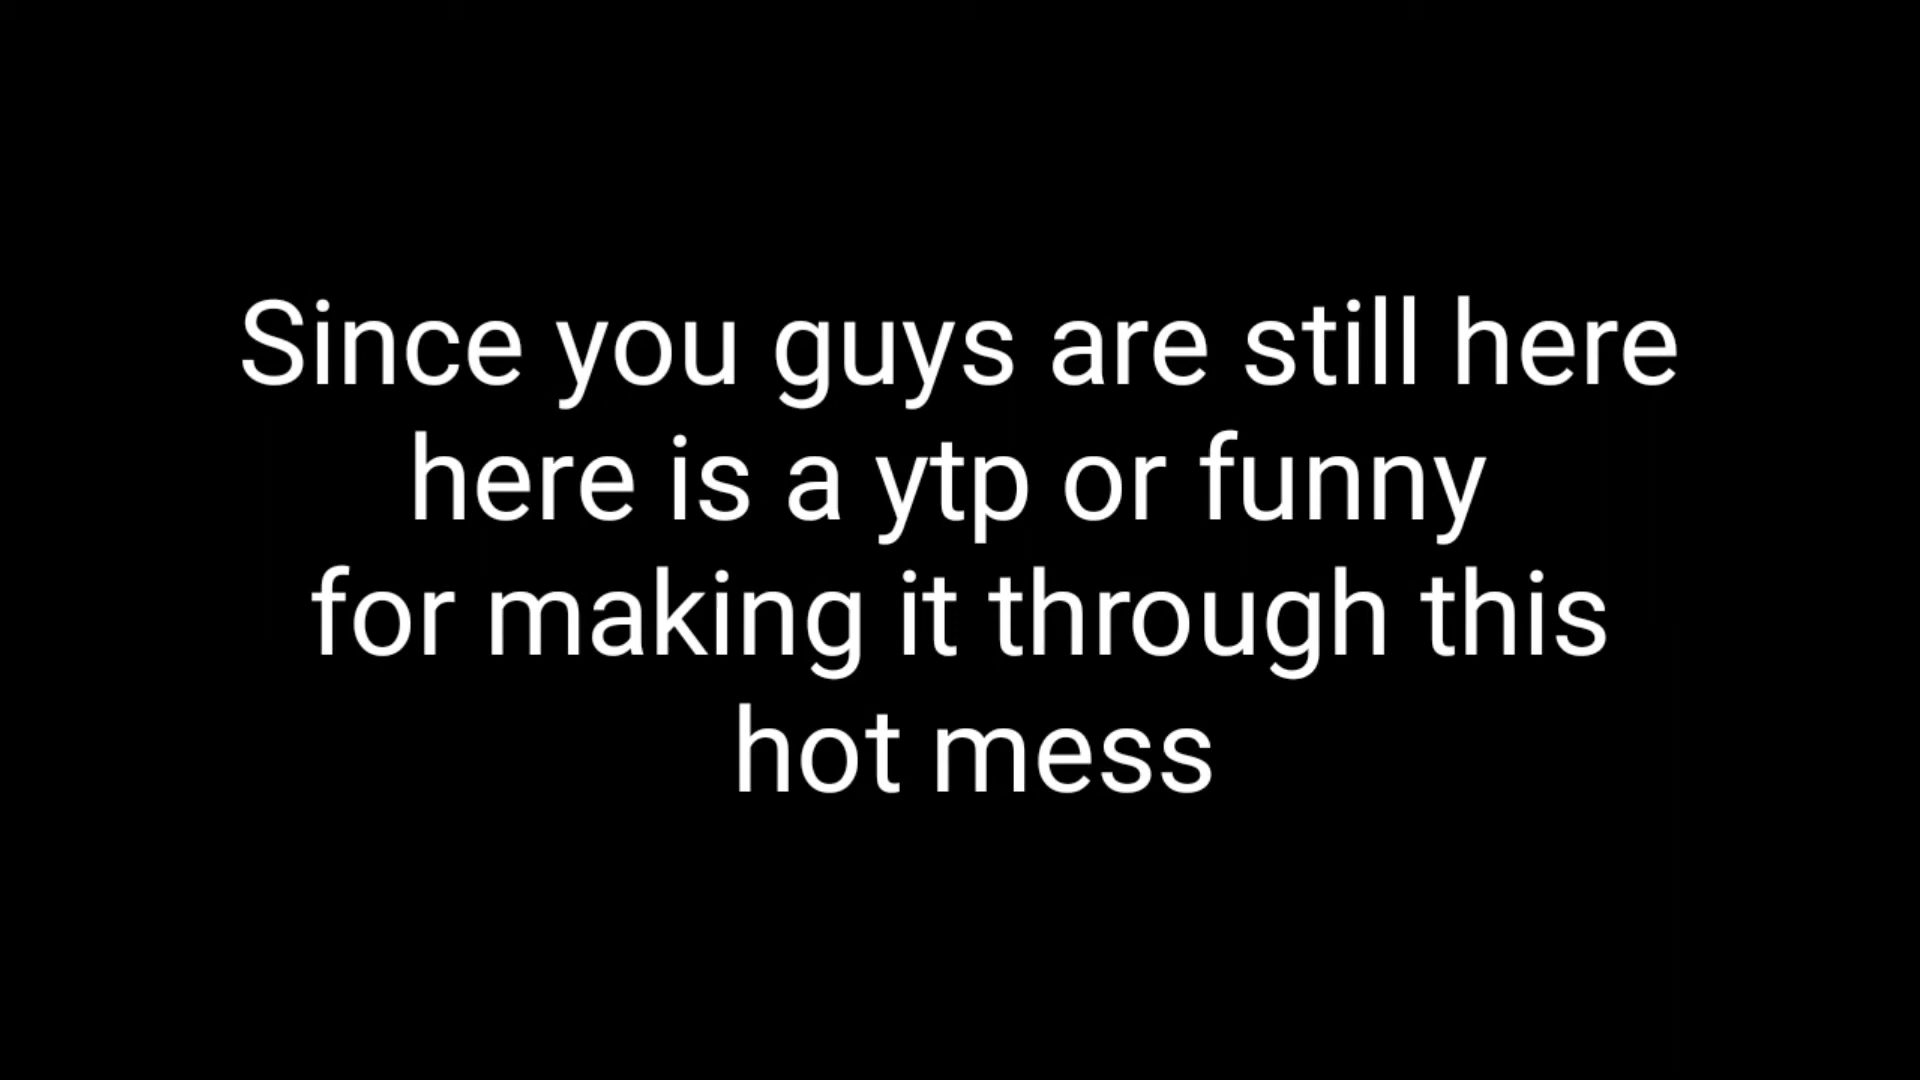 Since you guys are still here
here is a ytp or funny
for making it through this
hot mess